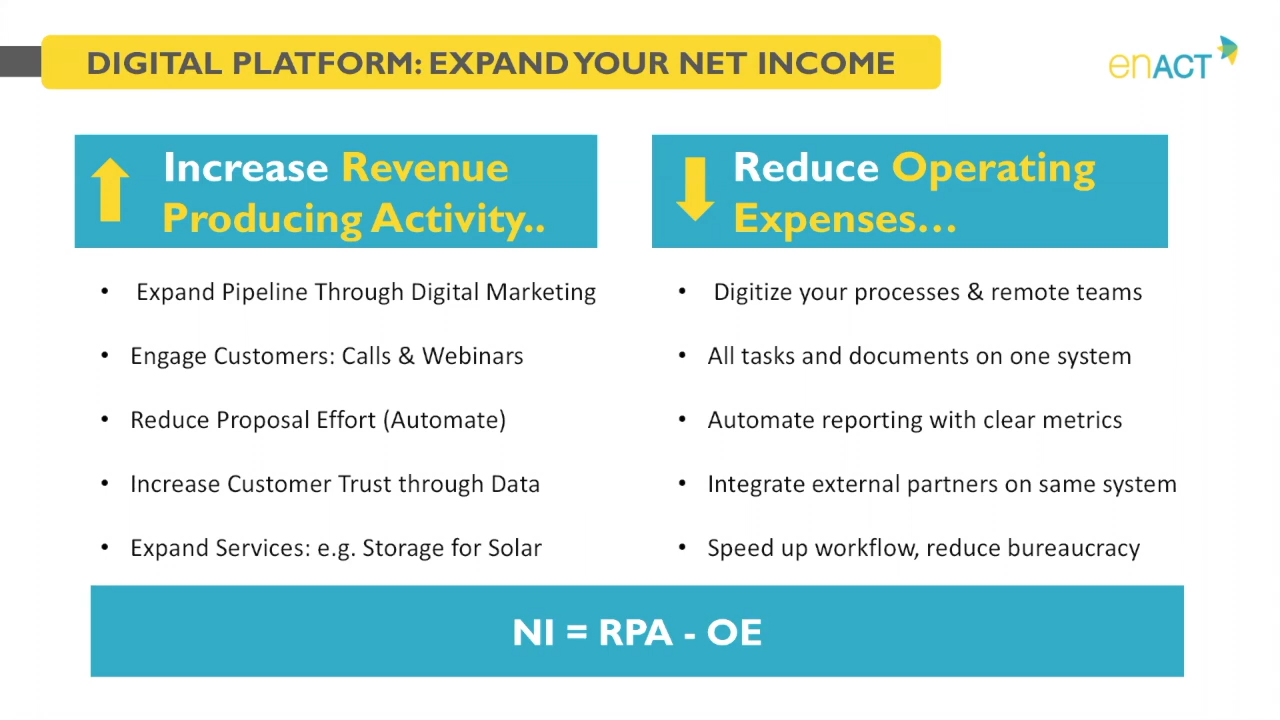 DIGITAL PLATFORM: EXPAND YOUR NET INCOME
enACT
Increase Revenue
Producing Activity..
• Expand Pipeline Through Digital Marketing
• Engage Customers: Calls & Webinars
• Reduce Proposal Effort (Automate)
• Increase Customer Trust through Data
• Expand Services: e.g. Storage for Solar
Reduce Operating
Expenses...
• Digitize your processes & remote teams
• All tasks and documents on one system
• Automate reporting with clear metrics
• Integrate external partners on same system
• Speed up workflow, reduce bureaucracy
NI = RPA - OE